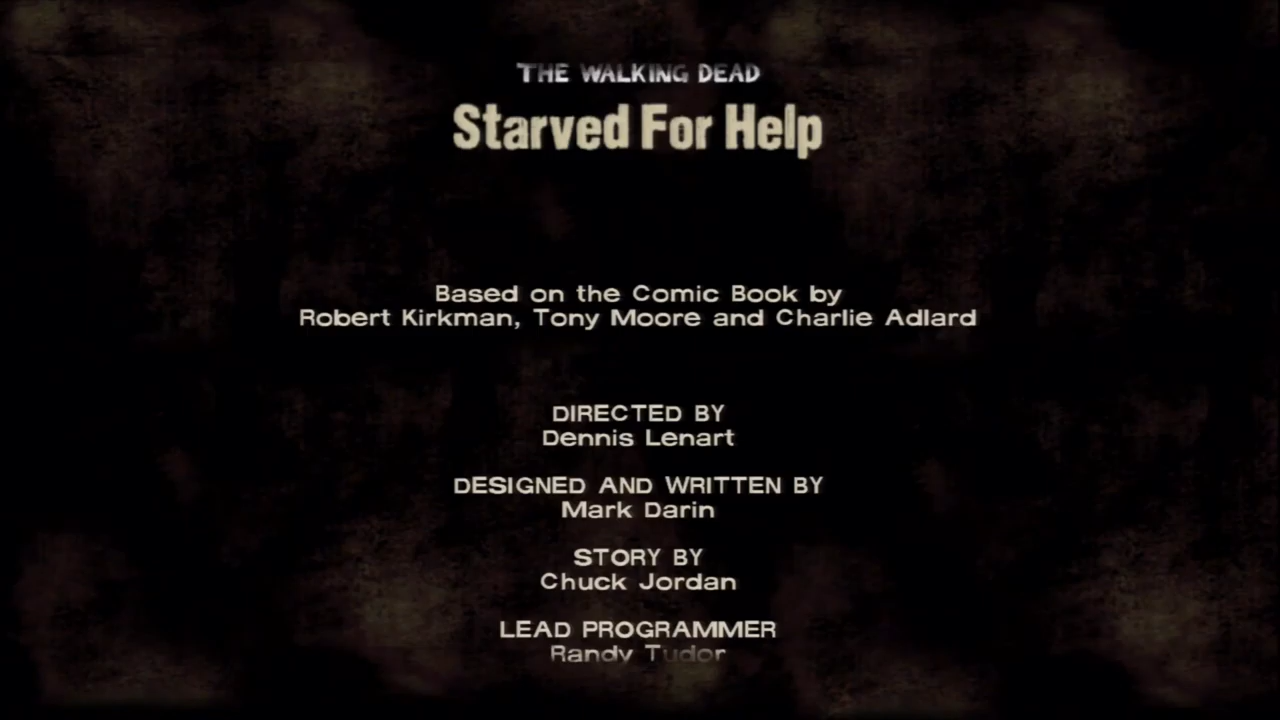 THE WALKING DEAD
Starved For Help
Based on the Comic Book by
Robert Kirkman, Tony Moore and Charlie Adlard
DIRECTED BY
Dennis Lenart
DESIGNED AND WRITTEN BY
Mark Darin
STORY BY
Chuck Jordan
LEAD PROGRAMMER
Randy Tudor